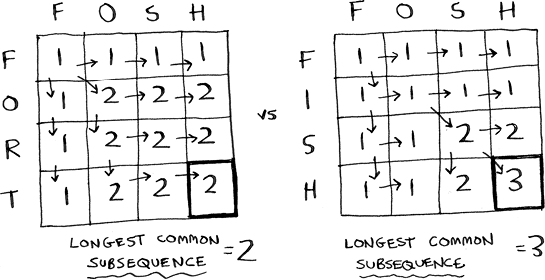 F O S H
F 1 1 1 1
O 1 2 2 2
R 1 2 2 2
T 1 2 2 2
LONGEST COMMON
SUBSEQUENCE = 2
vs
F O S H
F 1 1 1 1
I 1 1 1 1
S 1 1 2 2
H 1 1 2 3
LONGEST COMMON
SUBSEQUENCE = 3